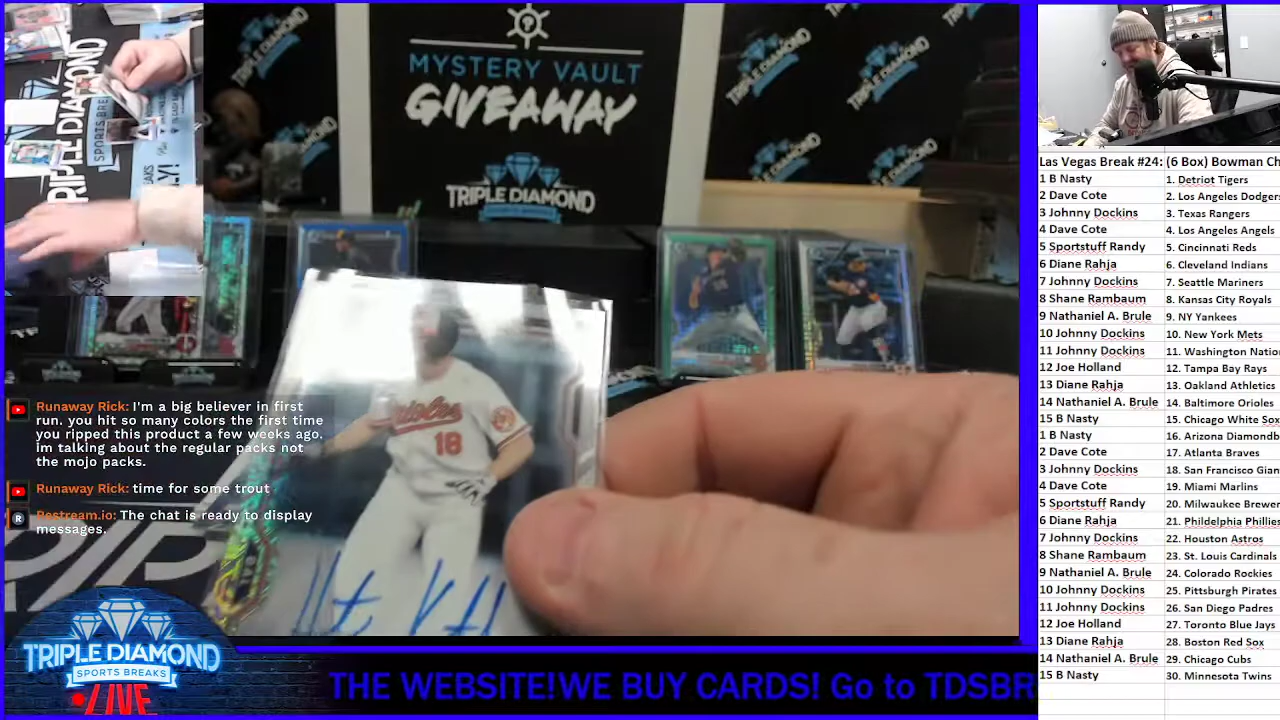 MYSTERY VAULT
GIVEAWAY
TRIPLE DIAMOND
TRIPLE DIAMOND
SPORTS BRE
Orioles
18
Runaway Rick: I'm a big believer in first
run. you hit so many colors the first time
you ripped this product a few weeks ago.
im talking about the regular packs not
the mojo packs.
Runaway Rick: time for some trout
Restream.io: The chat is ready to display
messages.
TRIPLE DIAMOND
SPORTS BREAKS
LIVE
THE WEBSITE! WE BUY CARDS! Go to
Las Vegas Break #24: (6 Box) Bowman Ch
1 B Nasty 1. Detriot Tigers
2 Dave Cote 2. Los Angeles Dodger
3 Johnny Dockins 3. Texas Rangers
4 Dave Cote 4. Los Angeles Angels
5 Sportstuff Randy 5. Cincinnati Reds
6 Diane Rahja 6. Cleveland Indians
7 Johnny Dockins 7. Seattle Mariners
8 Shane Rambaum 8. Kansas City Royals
9 Nathaniel A. Brule 9. NY Yankees
10 Johnny Dockins 10. New York Mets
11 Johnny Dockins 11. Washington Natio
12 Joe Holland 12. Tampa Bay Rays
13 Diane Rahja 13. Oakland Athletics
14 Nathaniel A. Brule 14. Baltimore Orioles
15 B Nasty 15. Chicago White So
1 B Nasty 16. Arizona Diamondb
2 Dave Cote 17. Atlanta Braves
3 Johnny Dockins 18. San Francisco Gian
4 Dave Cote 19. Miami Marlins
5 Sportstuff Randy 20. Milwaukee Brewer
6 Diane Rahja 21. Phildelphia Phillie
7 Johnny Dockins 22. Houston Astros
8 Shane Rambaum 23. St. Louis Cardinals
9 Nathaniel A. Brule 24. Colorado Rockies
10 Johnny Dockins 25. Pittsburgh Pirates
11 Johnny Dockins 26. San Diego Padres
12 Joe Holland 27. Toronto Blue Jays
13 Diane Rahja 28. Boston Red Sox
14 Nathaniel A. Brule 29. Chicago Cubs
15 B Nasty 30. Minnesota Twins